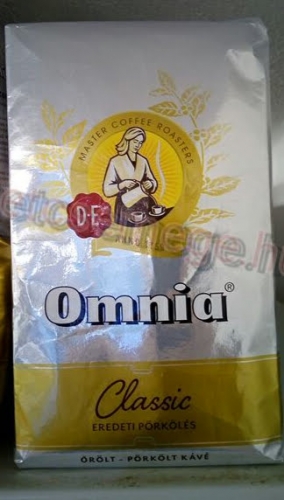 MASTER COFFEE ROASTERS
D·E
Omnia®
Classic
EREDETI PÖRKÖLÉS
ŐRÖLT - PÖRKÖLT KÁVÉ